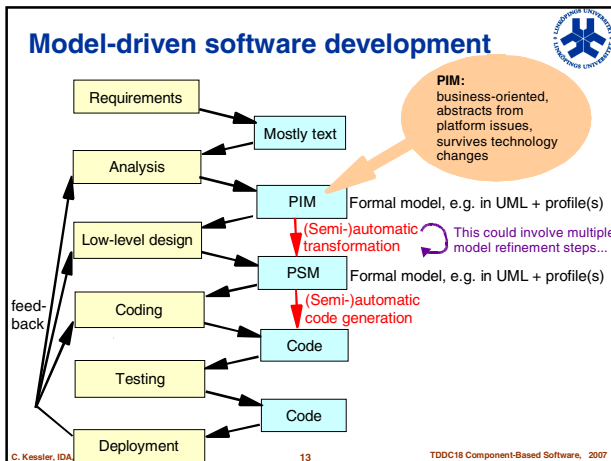 Model-driven software development
LINKÖPINGS UNIVERSITET
PIM:
business-oriented,
abstracts from
platform issues,
survives technology
changes
Requirements
Mostly text
Analysis
PIM
Formal model, e.g. in UML + profile(s)
(Semi-)automatic
transformation
This could involve multiple
model refinement steps...
Low-level design
PSM
Formal model, e.g. in UML + profile(s)
(Semi-)automatic
code generation
feed-
back
Coding
Code
Testing
Code
Deployment
C. Kessler, IDA,
13
TDDC18 Component-Based Software, 2007